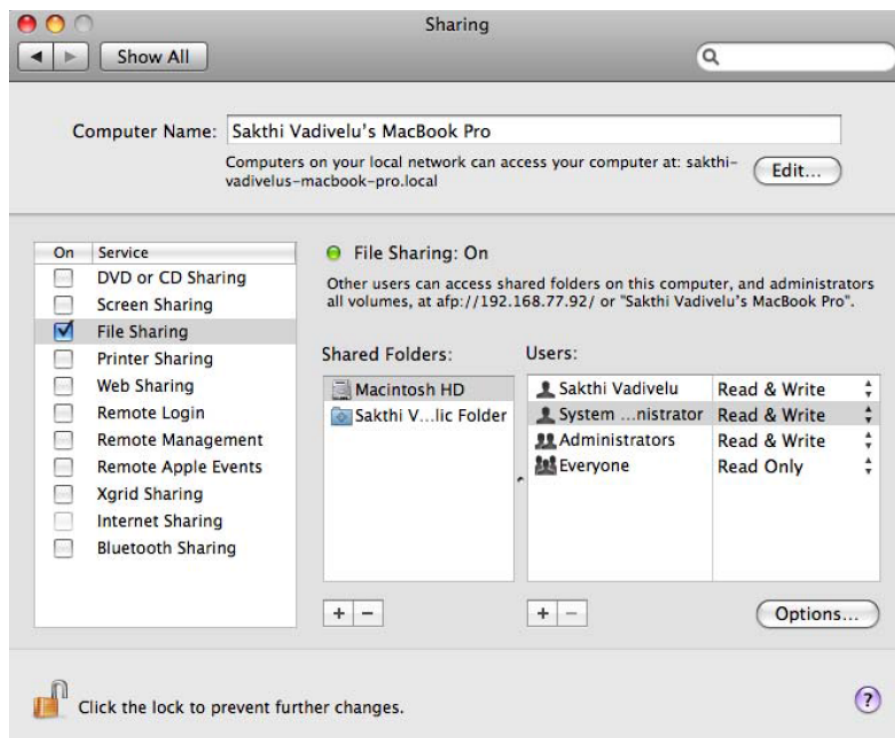 Sharing
Show All
Computer Name: Sakthi Vadivelu's MacBook Pro
Computers on your local network can access your computer at: sakthi-
vadivelus-macbook-pro.local
Edit...
On Service
DVD or CD Sharing
Screen Sharing
File Sharing
Printer Sharing
Web Sharing
Remote Login
Remote Management
Remote Apple Events
Xgrid Sharing
Internet Sharing
Bluetooth Sharing
File Sharing: On
Other users can access shared folders on this computer, and administrators
all volumes, at afp://192.168.77.92/ or "Sakthi Vadivelu's MacBook Pro".
Shared Folders:
Macintosh HD
Sakthi V...lic Folder
Users:
Sakthi Vadivelu Read & Write
System ...nistrator Read & Write
Administrators Read & Write
Everyone Read Only
+ −
+ −
Options...
Click the lock to prevent further changes.
?